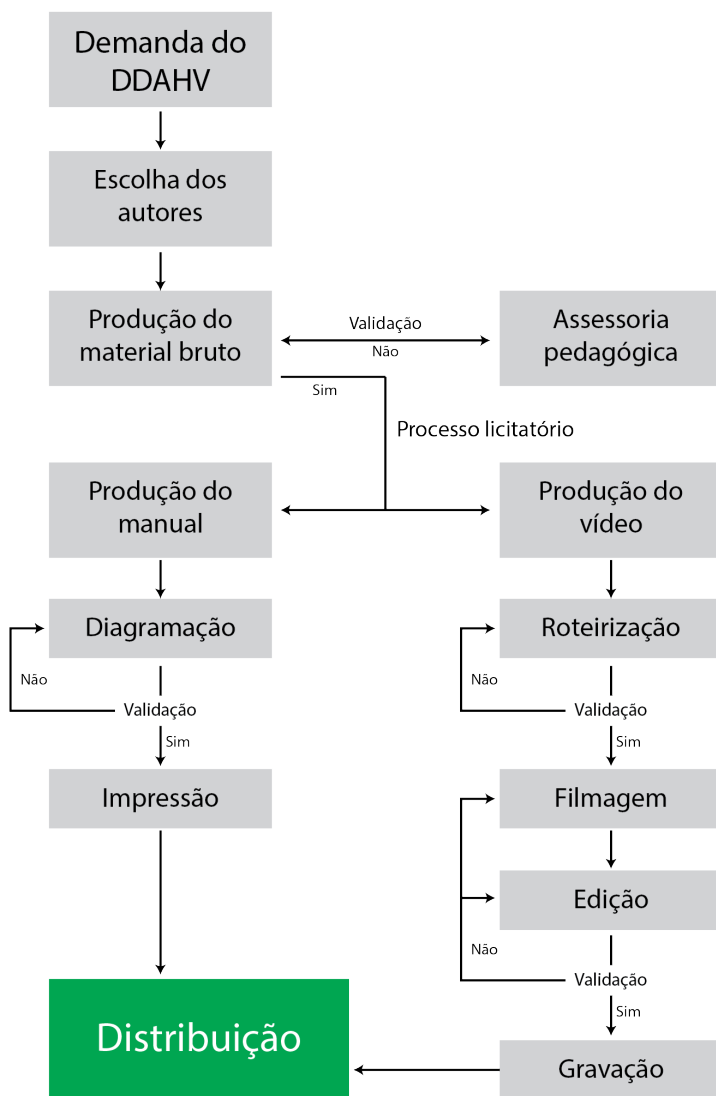 Demanda do
DDAHV
Escolha dos
autores
Produção do
material bruto
Validação
Não
Assessoria
pedagógica
Sim
Processo licitatório
Produção do
manual
Produção do
vídeo
Diagramação
Roteirização
Não
Validação
Sim
Não
Validação
Sim
Impressão
Filmagem
Edição
Não
Validação
Sim
Distribuição
Gravação